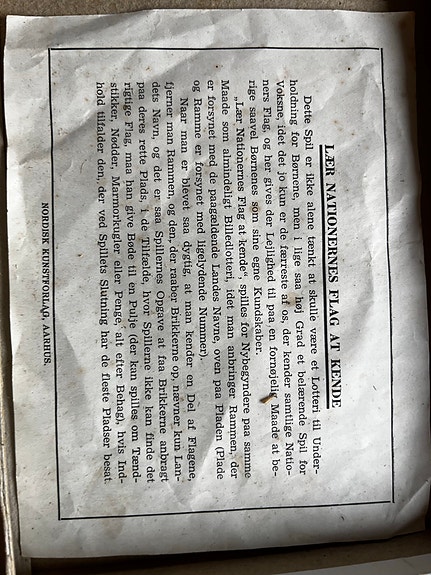 LÆR NATIONERNES FLAG AT KENDE
Dette Spil er ikke alene tænkt at skulle være et Lotteri til Under-
holdning for Børnene, men i lige saa høj Grad et belærende Spil for
Voksne, idet det jo kun er de færreste af os, der kender samtlige Natio-
ners Flag, og her gives der Lejlighed til paa en fornøjelig Maade at be-
rige saavel Børnenes som sine egne Kundskaber.
„Lær Nationernes Flag at kende“, spilles for Nybegyndere paa samme
Maade som almindeligt Billedlotteri, idet man anbringer Rammen, der
er forsynet med de paagældende Landes Navne, oven paa Pladen (Plade
og Ramme er forsynet med ligelydende Nummer).
Naar man er blevet saa dygtig, at man kender en Del af Flagene,
fjerner man Rammen, og den, der raaber Brikkerne op, nævner kun Lan-
dets Navn, og det er saa Spillernes Opgave at faa Brikkerne anbragt
paa deres rette Plads, i de Tilfælde, hvor Spillerne ikke kan finde det
rigtige Flag, maa han give Bøde til en Pulje (der kan spilles om Tænd-
stikker, Nødder, Marmorkugler eller Penge, alt efter Behag), hvis Ind-
hold tilfalder den, der ved Spillets Slutning har de fleste Pladser besat.
NORDISK KUNSTFORLAG, AARHUS.